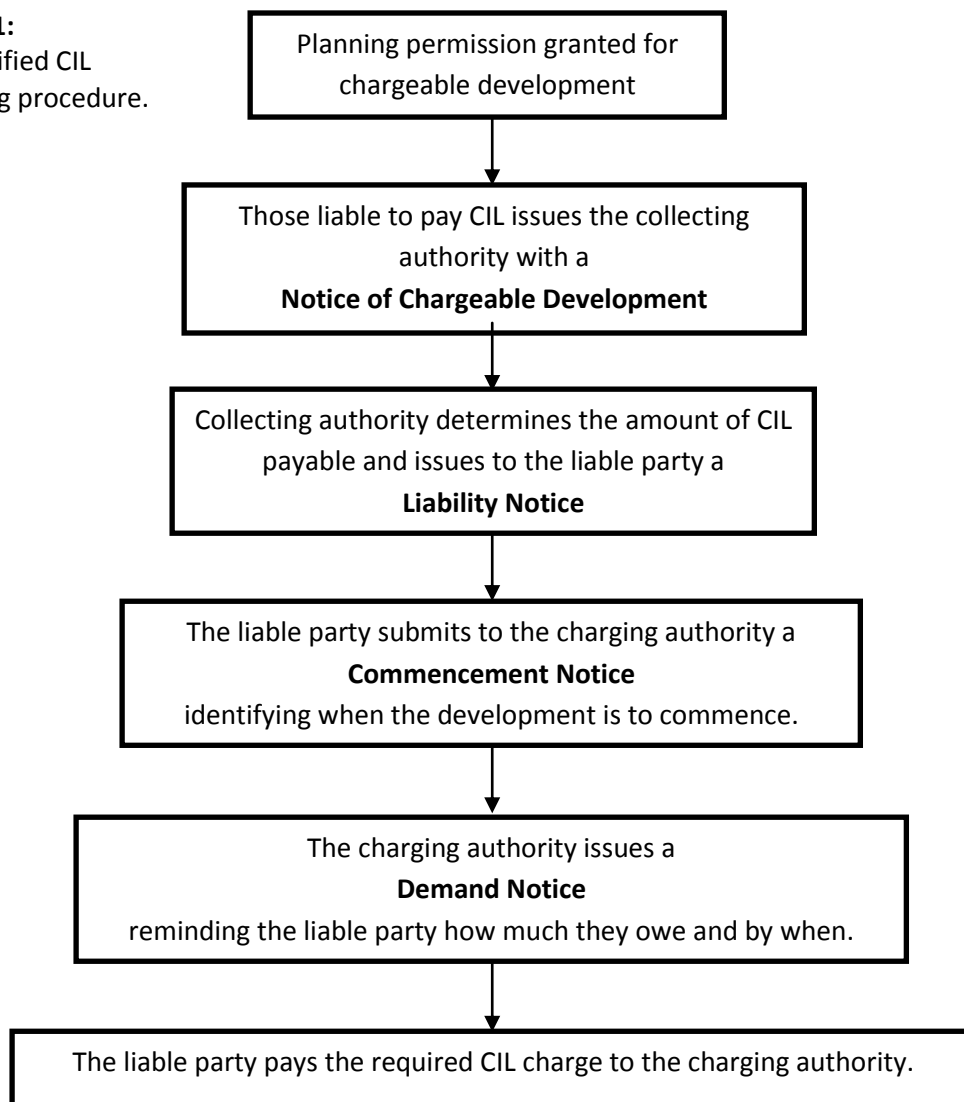 1:
ified CIL
g procedure.
Planning permission granted for
chargeable development
Those liable to pay CIL issues the collecting
authority with a
Notice of Chargeable Development
Collecting authority determines the amount of CIL
payable and issues to the liable party a
Liability Notice
The liable party submits to the charging authority a
Commencement Notice
identifying when the development is to commence.
The charging authority issues a
Demand Notice
reminding the liable party how much they owe and by when.
The liable party pays the required CIL charge to the charging authority.